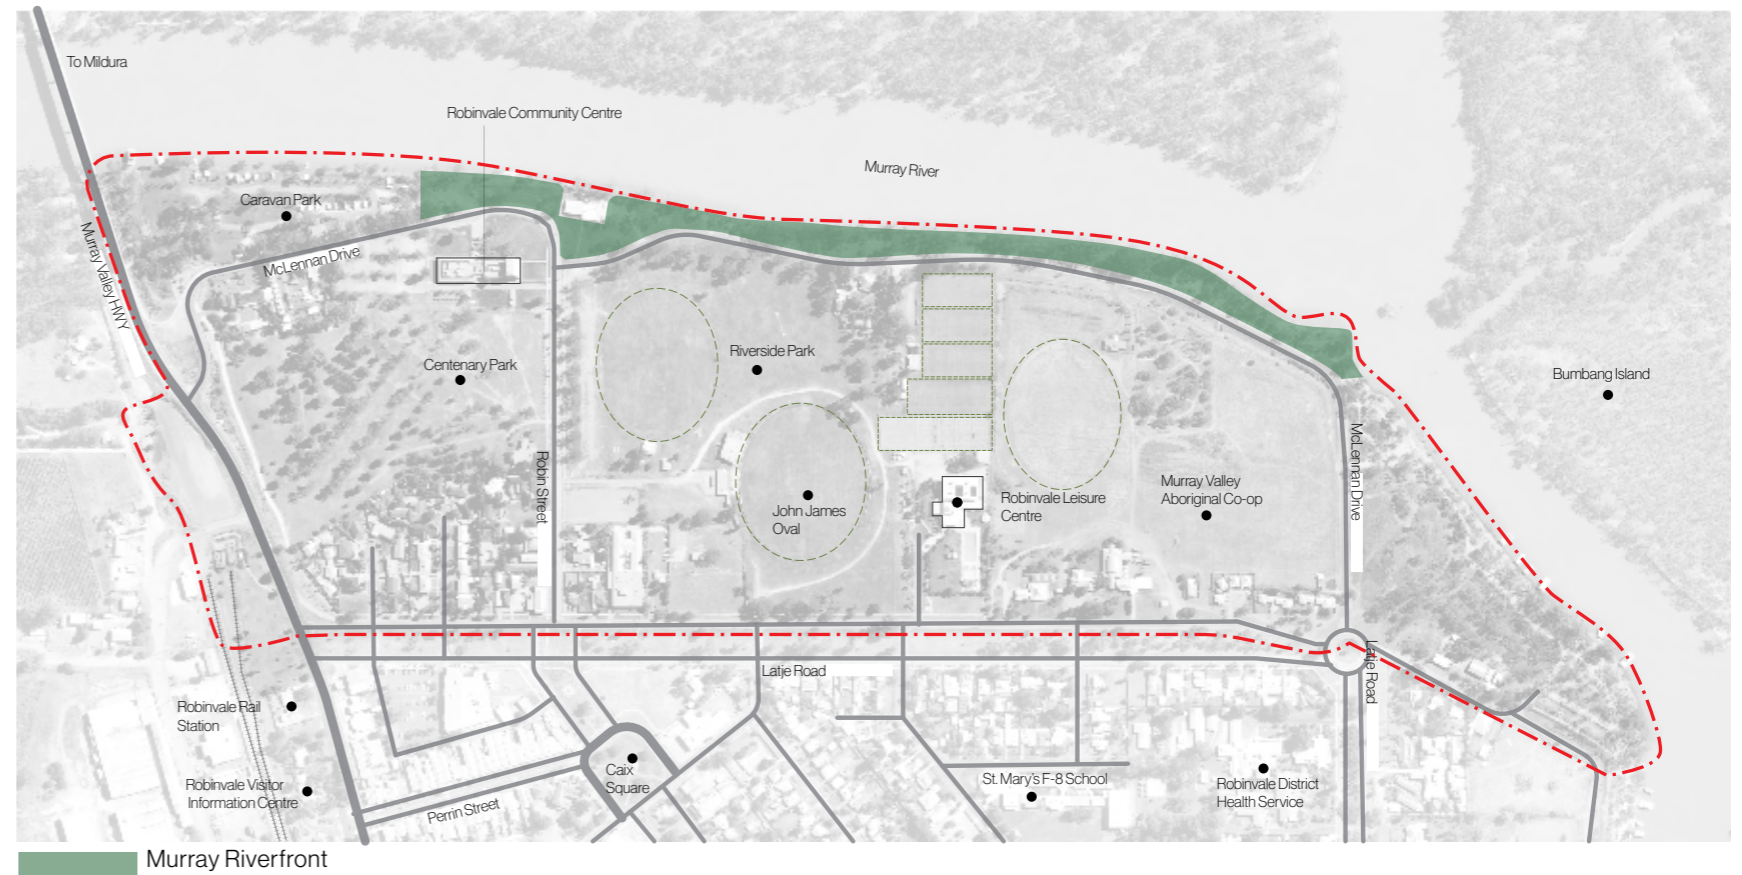 To Mildura
Robinvale Community Centre
Murray River
Caravan Park
Murray Valley HWY
McLennan Drive
Centenary Park
Riverside Park
Bumbang Island
Robin Street
McLennan Drive
John James
Oval
Robinvale Leisure
Centre
Murray Valley
Aboriginal Co-op
Latje Road
Latje Road
Robinvale Rail
Station
Caix
Square
St. Mary's F-8 School
Robinvale District
Health Service
Robinvale Visitor
Information Centre
Perrin Street
Murray Riverfront